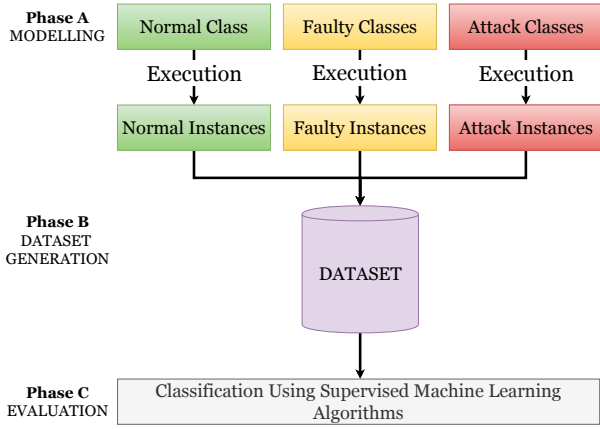 Phase A
MODELLING
Normal Class
Faulty Classes
Attack Classes
Execution
Execution
Execution
Normal Instances
Faulty Instances
Attack Instances
Phase B
DATASET
GENERATION
DATASET
Phase C
EVALUATION
Classification Using Supervised Machine Learning
Algorithms